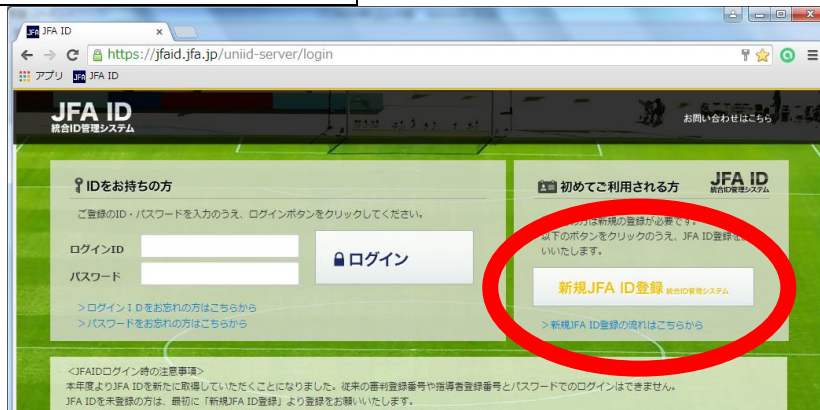 JFA ID
https://jfaid.jfa.jp/uniid-server/login
アプリ JFA JFA ID
JFA ID
統合ID管理システム
お問い合わせはこちら
IDをお持ちの方
ご登録のID・パスワードを入力のうえ、ログインボタンをクリックしてください。
ログインID
パスワード
ログイン
>ログインIDをお忘れの方はこちらから
>パスワードをお忘れの方はこちらから
初めてご利用される方
JFA ID
統合ID管理システム
の方は新規の登録が必要です。
以下のボタンをクリックのうえ、JFA ID登録を
いいたします。
新規JFA ID登録 統合ID管理システム
>新規JFA ID登録の流れはこちらから
<JFAIDログイン時の注意事項>
本年度よりJFA IDを新たに取得していただくことになりました。従来の審判登録番号や指導者登録番号とパスワードでのログインはできません。
JFA IDを未登録の方は、最初に「新規JFA ID登録」より登録をお願いいたします。